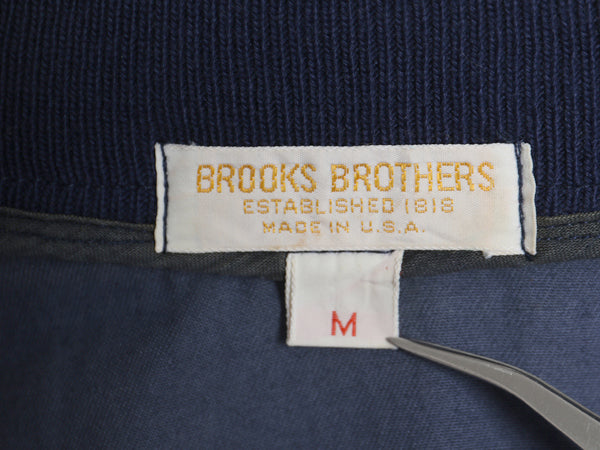 BROOKS BROTHERS
ESTABLISHED 1818
MADE IN U.S.A.
M